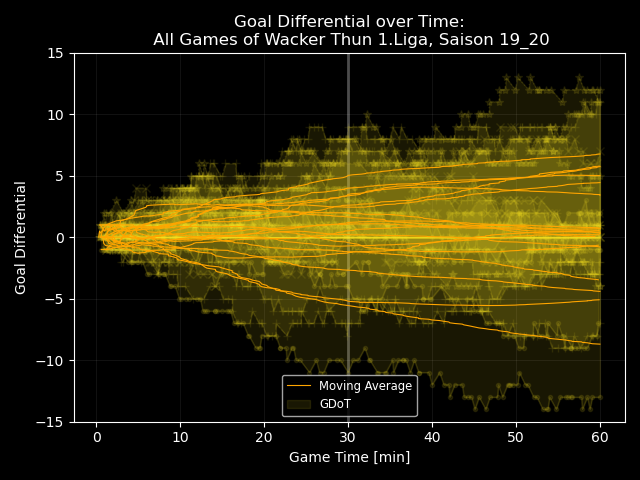 Goal Differential over Time:
All Games of Wacker Thun 1.Liga, Saison 19_20
15
10
5
0
−5
−10
−15
Goal Differential
Moving Average
GDoT
0 10 20 30 40 50 60
Game Time [min]